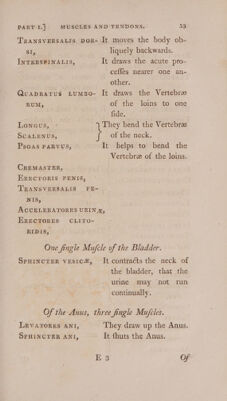 PART I.] MUSCLES AND TENDONS. 53
TRANSVERSALIS DOR- It moves the body ob-
SI, liquely backwards.
INTERSPINALIS, It draws the acute pro-
cesses nearer one an-
other.
QUADRATUS LUMBO- It draws the Vertebræ
RUM, of the loins to one
side.
LONGUS, } They bend the Vertebræ
SCALENUS, of the neck.
PSOAS PARVUS, It helps to bend the
Vertebræ of the loins.
CREMASTER,
ERECTORIS PENIS,
TRANSVERSALIS PE-
NIS,
ACCELERATORES URINÆ,
ERECTORES CLITO-
RIDIS,
One single Muscle of the Bladder.
SPHINCTER VESICÆ, It contracts the neck of
the bladder, that the
urine may not run
continually.
Of the Anus, three single Muscles.
LEVATORES ANI, They draw up the Anus.
SPHINCTER ANI, It shuts the Anus.
E 3 Of